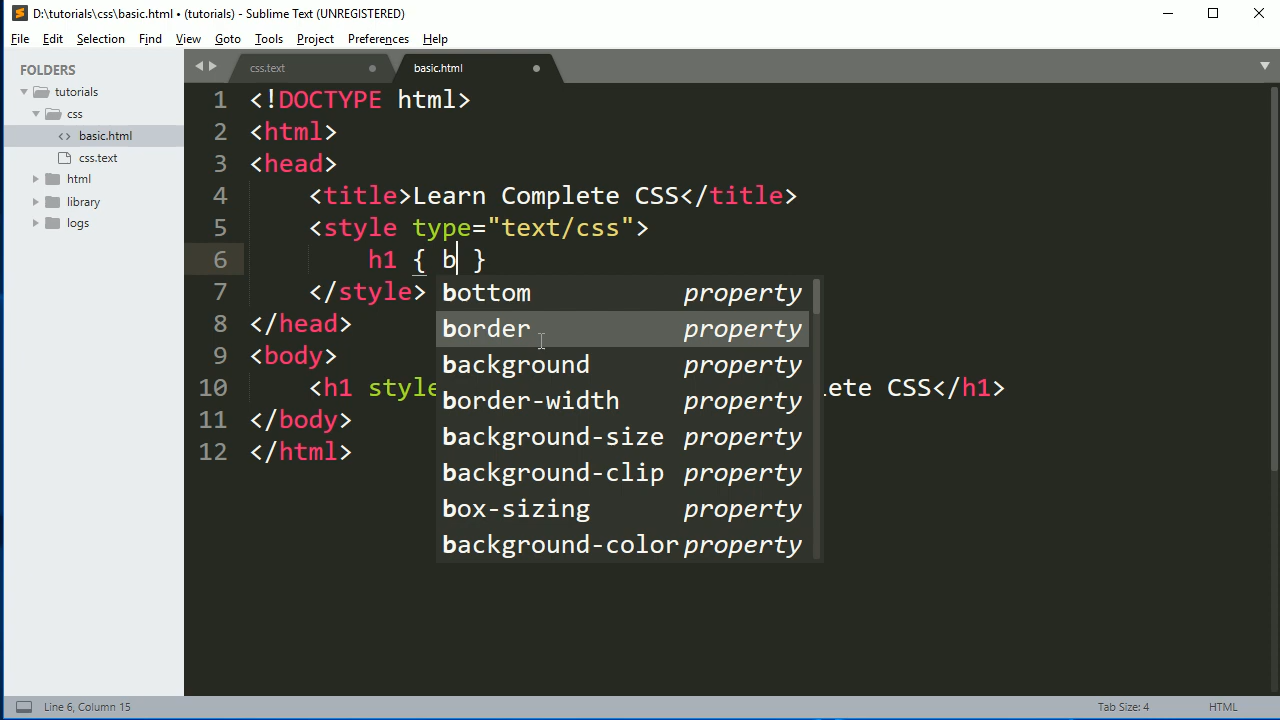 D:\tutorials\css\basic.html • (tutorials) - Sublime Text (UNREGISTERED)
File Edit Selection Find View Goto Tools Project Preferences Help
FOLDERS
tutorials
css
<> basic.html
css.text
html
library
logs
css.text basic.html
1 <!DOCTYPE html>
2 <html>
3 <head>
4 <title>Learn Complete CSS</title>
5 <style type="text/css">
6 h1 { b }
7 </style>
8 </head>
9 <body>
10 <h1 style lete CSS</h1>
11 </body>
12 </html>
bottom property
border property
background property
border-width property
background-size property
background-clip property
box-sizing property
background-color property
Line 6, Column 15 Tab Size: 4 HTML